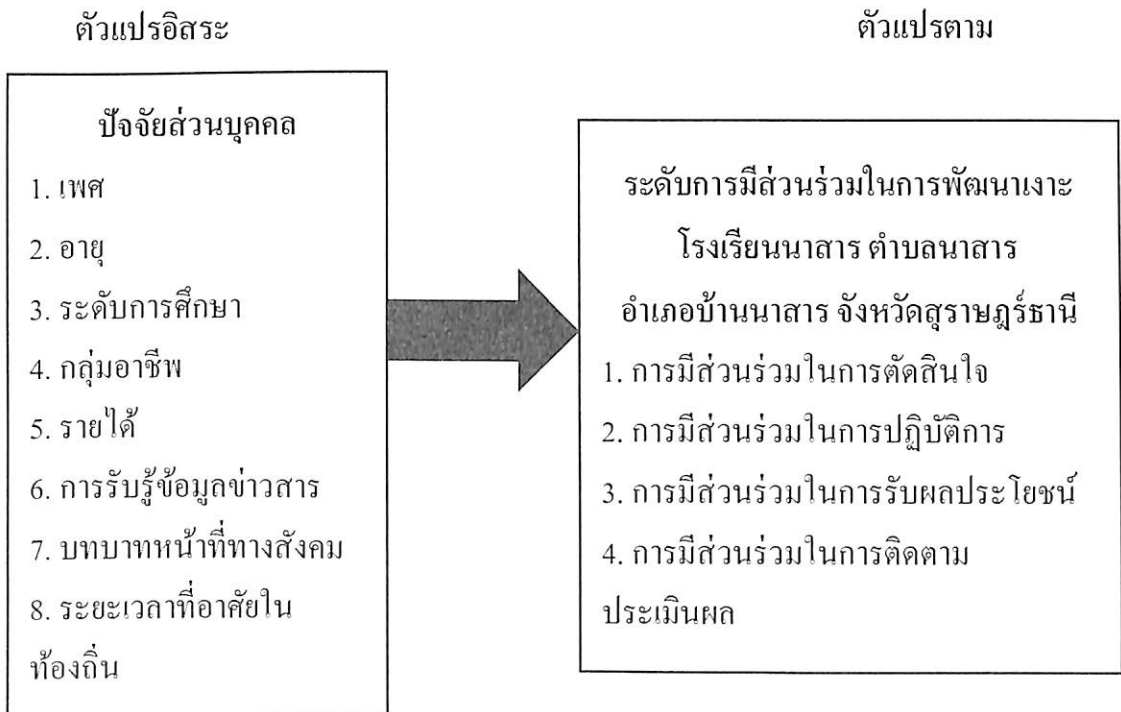 ตัวแปรอิสระ
ตัวแปรตาม
ปัจจัยส่วนบุคคล
1. เพศ
2. อายุ
3. ระดับการศึกษา
4. กลุ่มอาชีพ
5. รายได้
6. การรับรู้ข้อมูลข่าวสาร
7. บทบาทหน้าที่ทางสังคม
8. ระยะเวลาที่อาศัยใน
ท้องถิ่น
ระดับการมีส่วนร่วมในการพัฒนาเงาะ
โรงเรียนนาสาร ตำบลนาสาร
อำเภอบ้านนาสาร จังหวัดสุราษฎร์ธานี
1. การมีส่วนร่วมในการตัดสินใจ
2. การมีส่วนร่วมในการปฏิบัติการ
3. การมีส่วนร่วมในการรับผลประโยชน์
4. การมีส่วนร่วมในการติดตาม
ประเมินผล